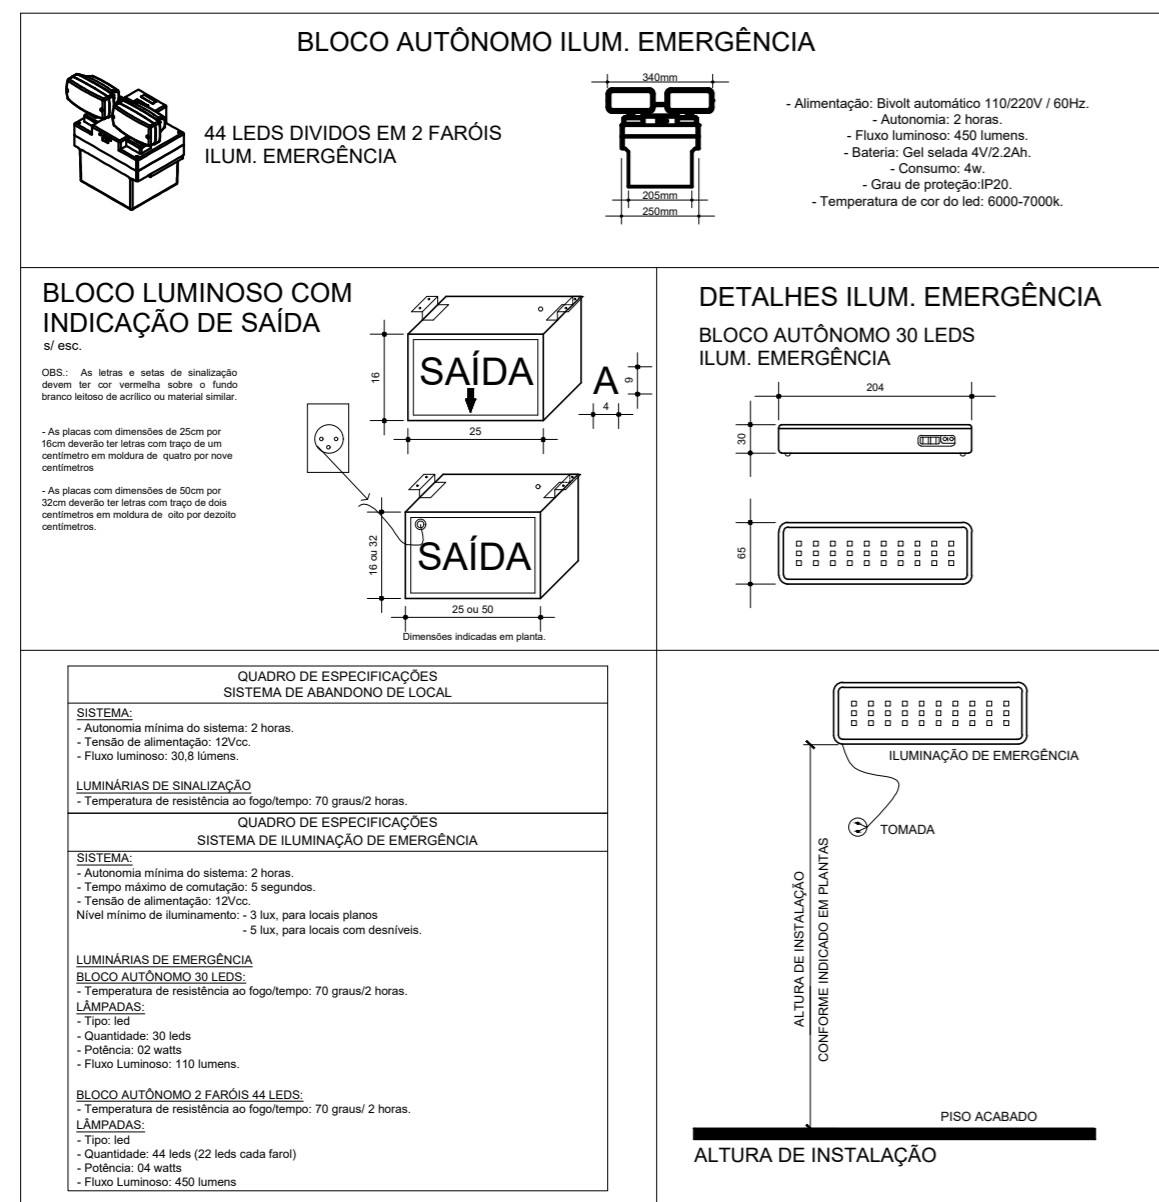 BLOCO AUTÔNOMO ILUM. EMERGÊNCIA
44 LEDS DIVIDOS EM 2 FARÓIS
ILUM. EMERGÊNCIA
340mm
205mm
250mm
- Alimentação: Bivolt automático 110/220V / 60Hz.
- Autonomia: 2 horas.
- Fluxo luminoso: 450 lumens.
- Bateria: Gel selada 4V/2.2Ah.
- Consumo: 4w.
- Grau de proteção:IP20.
- Temperatura de cor do led: 6000-7000k.
BLOCO LUMINOSO COM
INDICAÇÃO DE SAÍDA
s/ esc.
OBS.: As letras e setas de sinalização
devem ter cor vermelha sobre o fundo
branco leitoso de acrílico ou material similar.
- As placas com dimensões de 25cm por
16cm deverão ter letras com traço de um
centímetro em moldura de quatro por nove
centímetros
- As placas com dimensões de 50cm por
32cm deverão ter letras com traço de dois
centímetros em moldura de oito por dezoito
centímetros.
SAÍDA
16
25
A
9
4
SAÍDA
16 ou 32
25 ou 50
Dimensões indicadas em planta.
DETALHES ILUM. EMERGÊNCIA
BLOCO AUTÔNOMO 30 LEDS
ILUM. EMERGÊNCIA
204
30
65
QUADRO DE ESPECIFICAÇÕES
SISTEMA DE ABANDONO DE LOCAL
SISTEMA:
- Autonomia mínima do sistema: 2 horas.
- Tensão de alimentação: 12Vcc.
- Fluxo luminoso: 30,8 lúmens.
LUMINÁRIAS DE SINALIZAÇÃO
- Temperatura de resistência ao fogo/tempo: 70 graus/2 horas.
QUADRO DE ESPECIFICAÇÕES
SISTEMA DE ILUMINAÇÃO DE EMERGÊNCIA
SISTEMA:
- Autonomia mínima do sistema: 2 horas.
- Tempo máximo de comutação: 5 segundos.
- Tensão de alimentação: 12Vcc.
Nível mínimo de iluminamento: - 3 lux, para locais planos
- 5 lux, para locais com desníveis.
LUMINÁRIAS DE EMERGÊNCIA
BLOCO AUTÔNOMO 30 LEDS:
- Temperatura de resistência ao fogo/tempo: 70 graus/2 horas.
LÂMPADAS:
- Tipo: led
- Quantidade: 30 leds
- Potência: 02 watts
- Fluxo Luminoso: 110 lumens.
BLOCO AUTÔNOMO 2 FARÓIS 44 LEDS:
- Temperatura de resistência ao fogo/tempo: 70 graus/ 2 horas.
LÂMPADAS:
- Tipo: led
- Quantidade: 44 leds (22 leds cada farol)
- Potência: 04 watts
- Fluxo Luminoso: 450 lumens
ILUMINAÇÃO DE EMERGÊNCIA
TOMADA
ALTURA DE INSTALAÇÃO
CONFORME INDICADO EM PLANTAS
PISO ACABADO
ALTURA DE INSTALAÇÃO